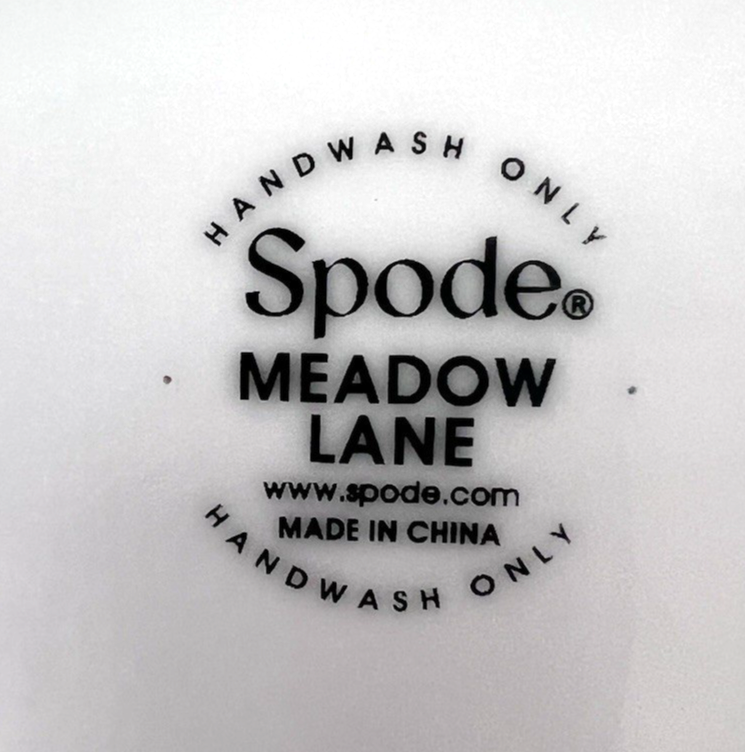 HANDWASH ONLY
Spode®
MEADOW
LANE
www.spode.com
MADE IN CHINA
HANDWASH ONLY